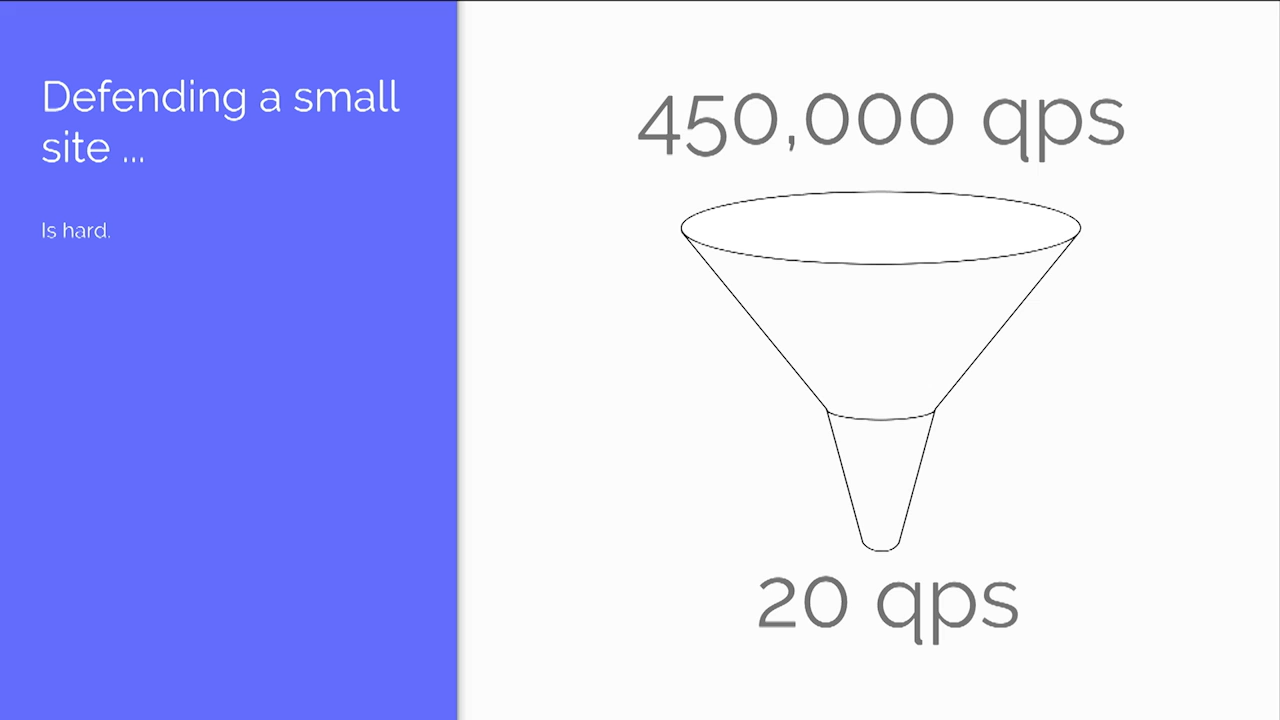 Defending a small
site ...
Is hard.
450,000 qps
20 qps